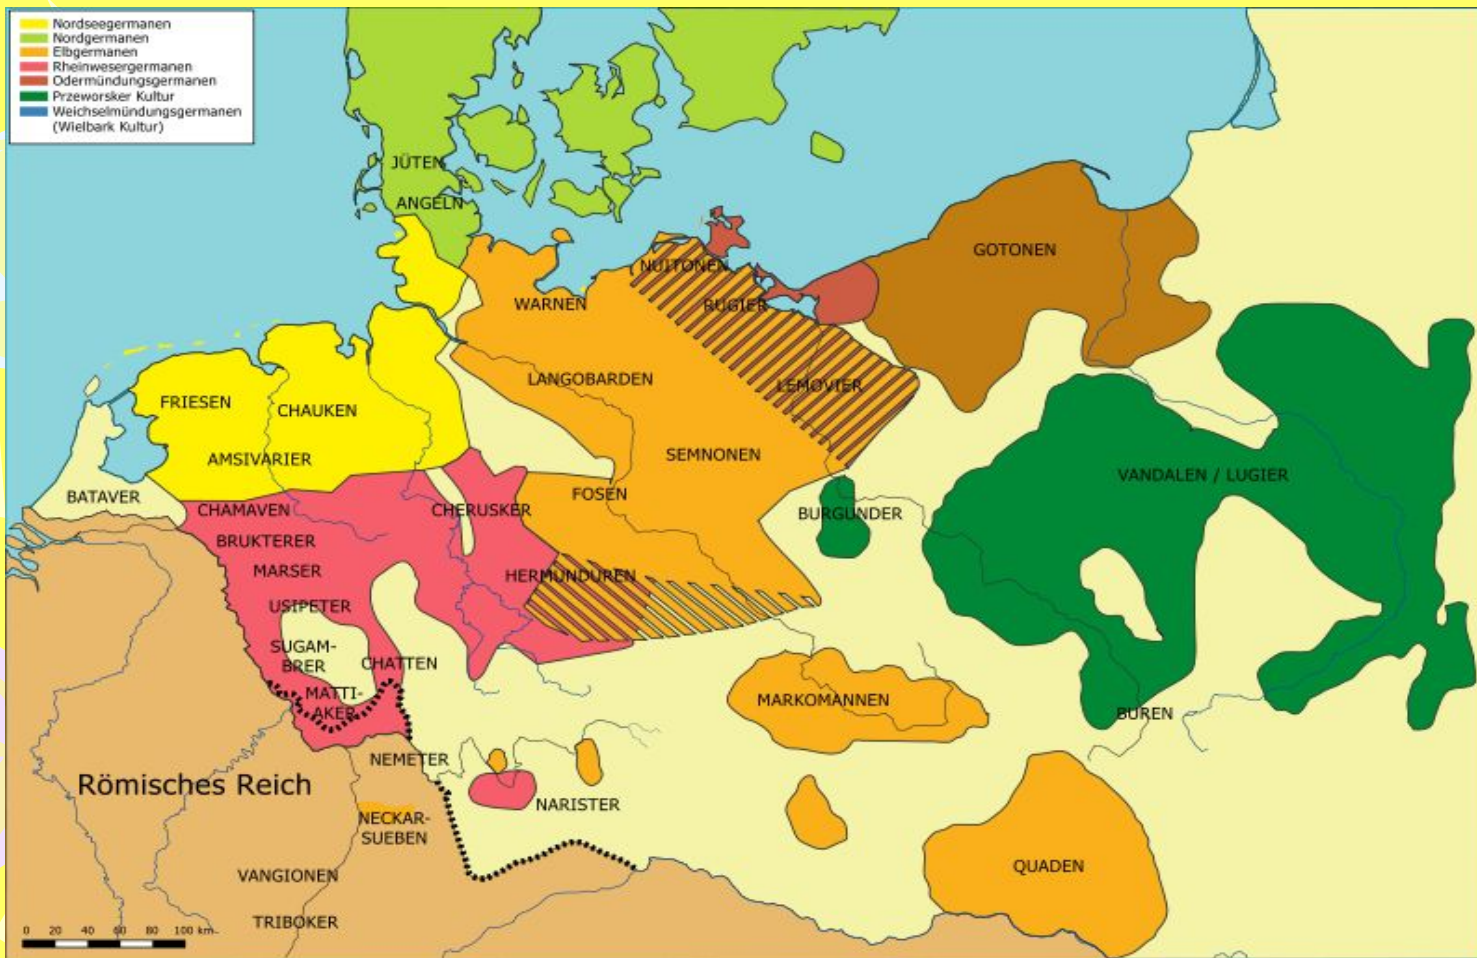 Nordseegermanen
Nordgermanen
Elbgermanen
Rheinwesergermanen
Odermündungsgermanen
Przeworsker Kultur
Weichselmündungsgermanen
(Wielbark Kultur)
JÜTEN
ANGELN
GOTONEN
NUITONEN
WARNEN
RUGIER
LANGOBARDEN
LEMOVIER
FRIESEN
CHAUKEN
AMSIVARIER
SEMNONEN
VANDALEN / LUGIER
BATAVER
FOSEN
CHAMAVEN
CHERUSKER
BURGUNDER
BRUKTERER
MARSER
HERMUNDUREN
USIPETER
SUGAM-
BRER
CHATTEN
MATTI-
AKER
MARKOMANNEN
BUREN
NEMETER
Römisches Reich
NARISTER
NECKAR-
SUEBEN
QUADEN
VANGIONEN
TRIBOKER
0 20 40 60 80 100 km